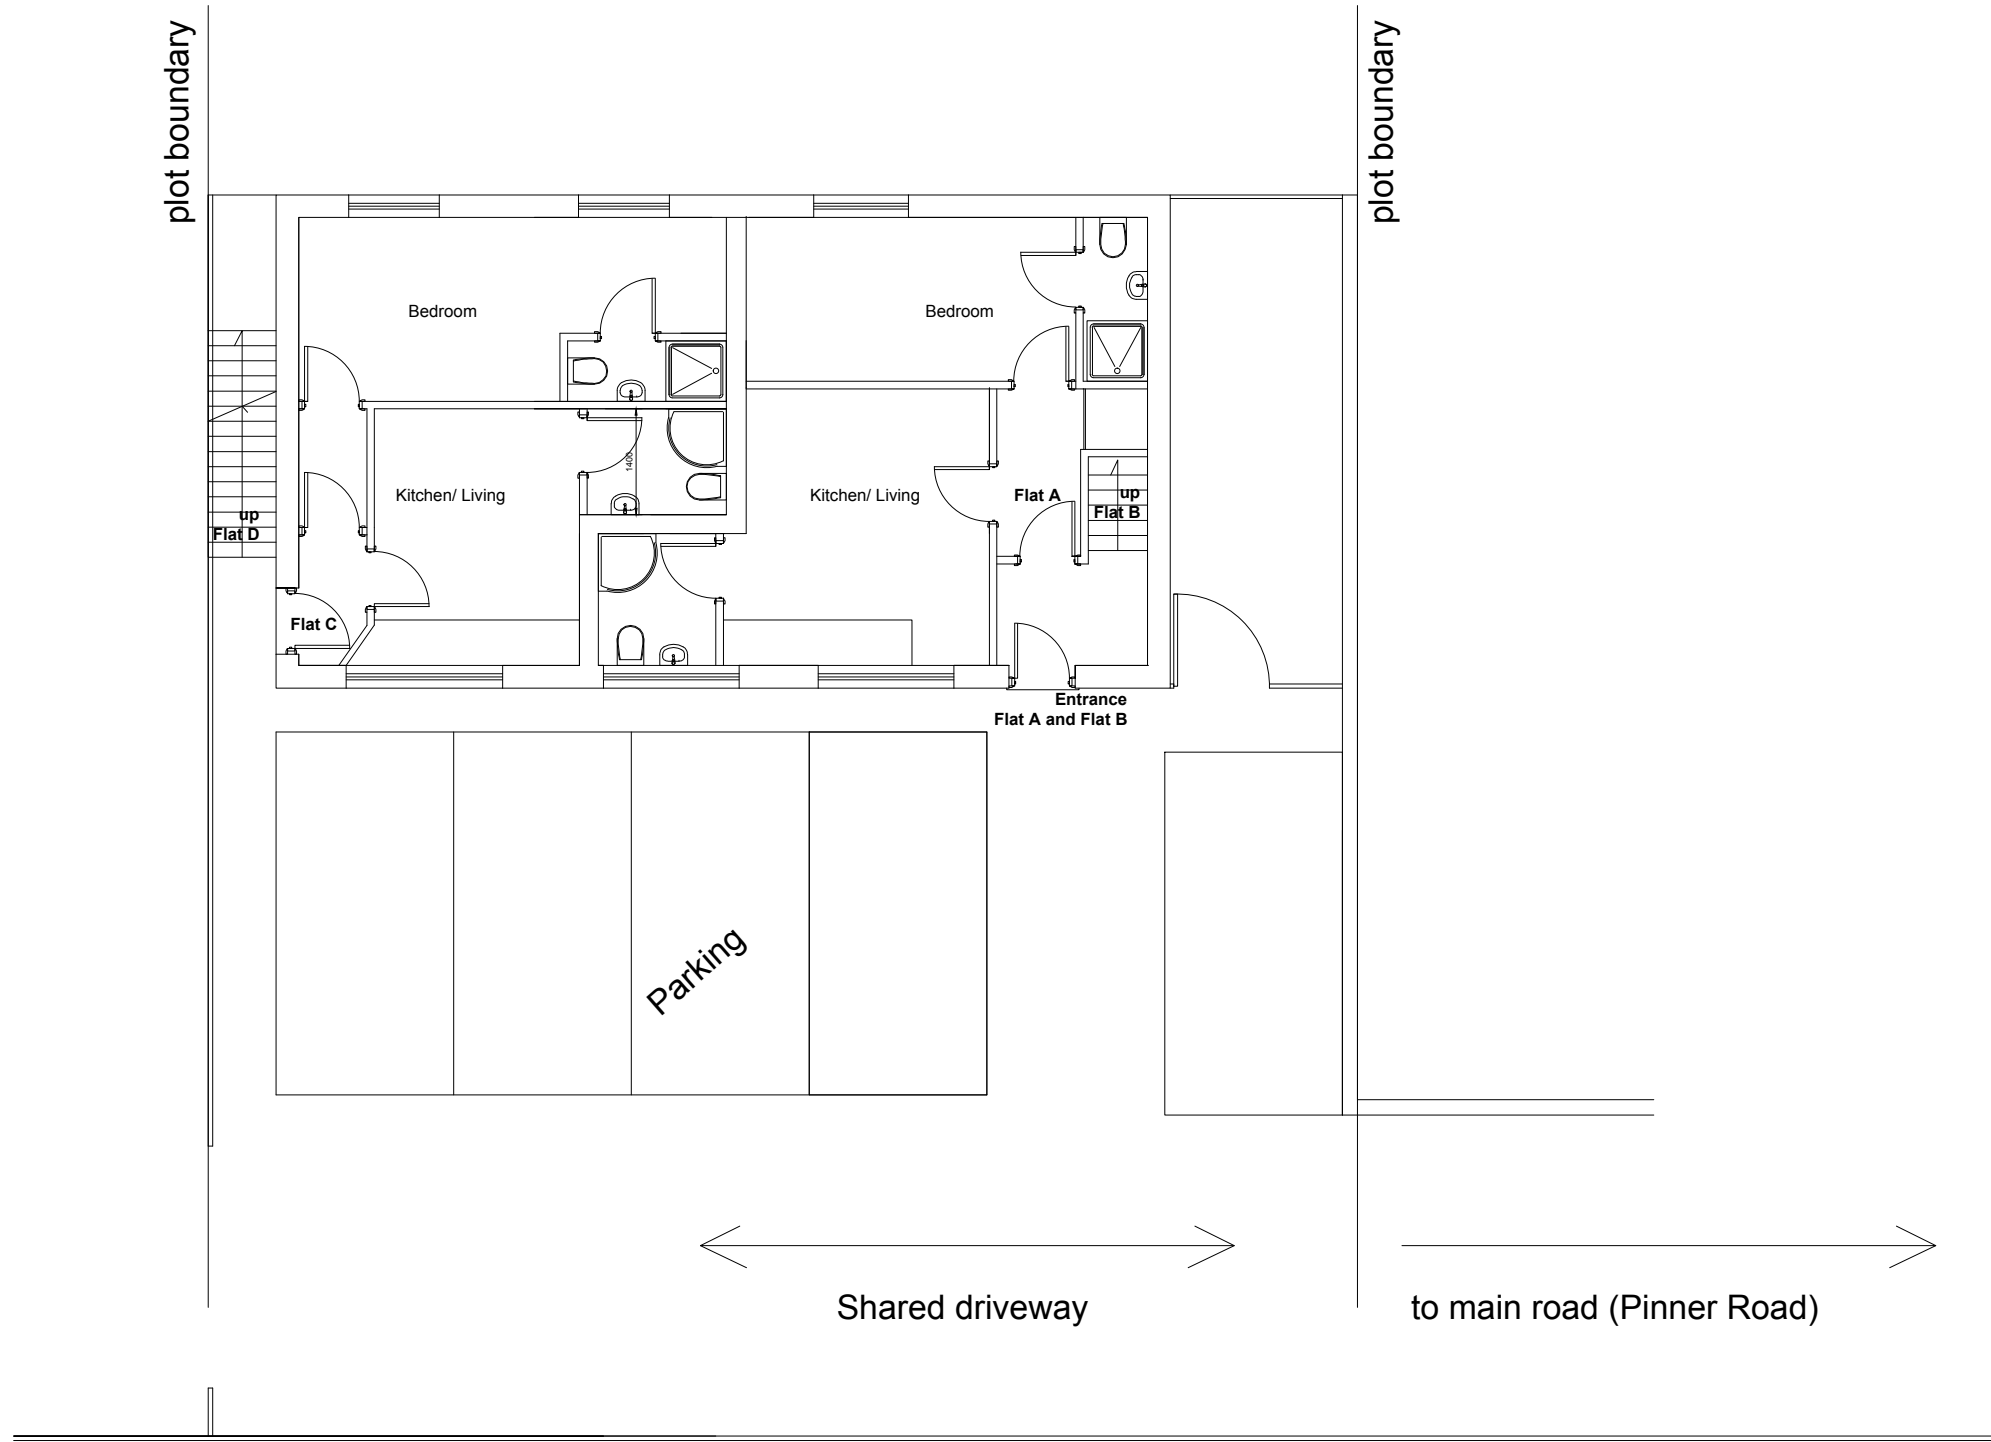 plot boundary
plot boundary
Bedroom
Bedroom
1400
Kitchen/ Living
Kitchen/ Living
Flat A
up
Flat B
up
Flat D
Flat C
Entrance
Flat A and Flat B
Parking
Shared driveway
to main road (Pinner Road)